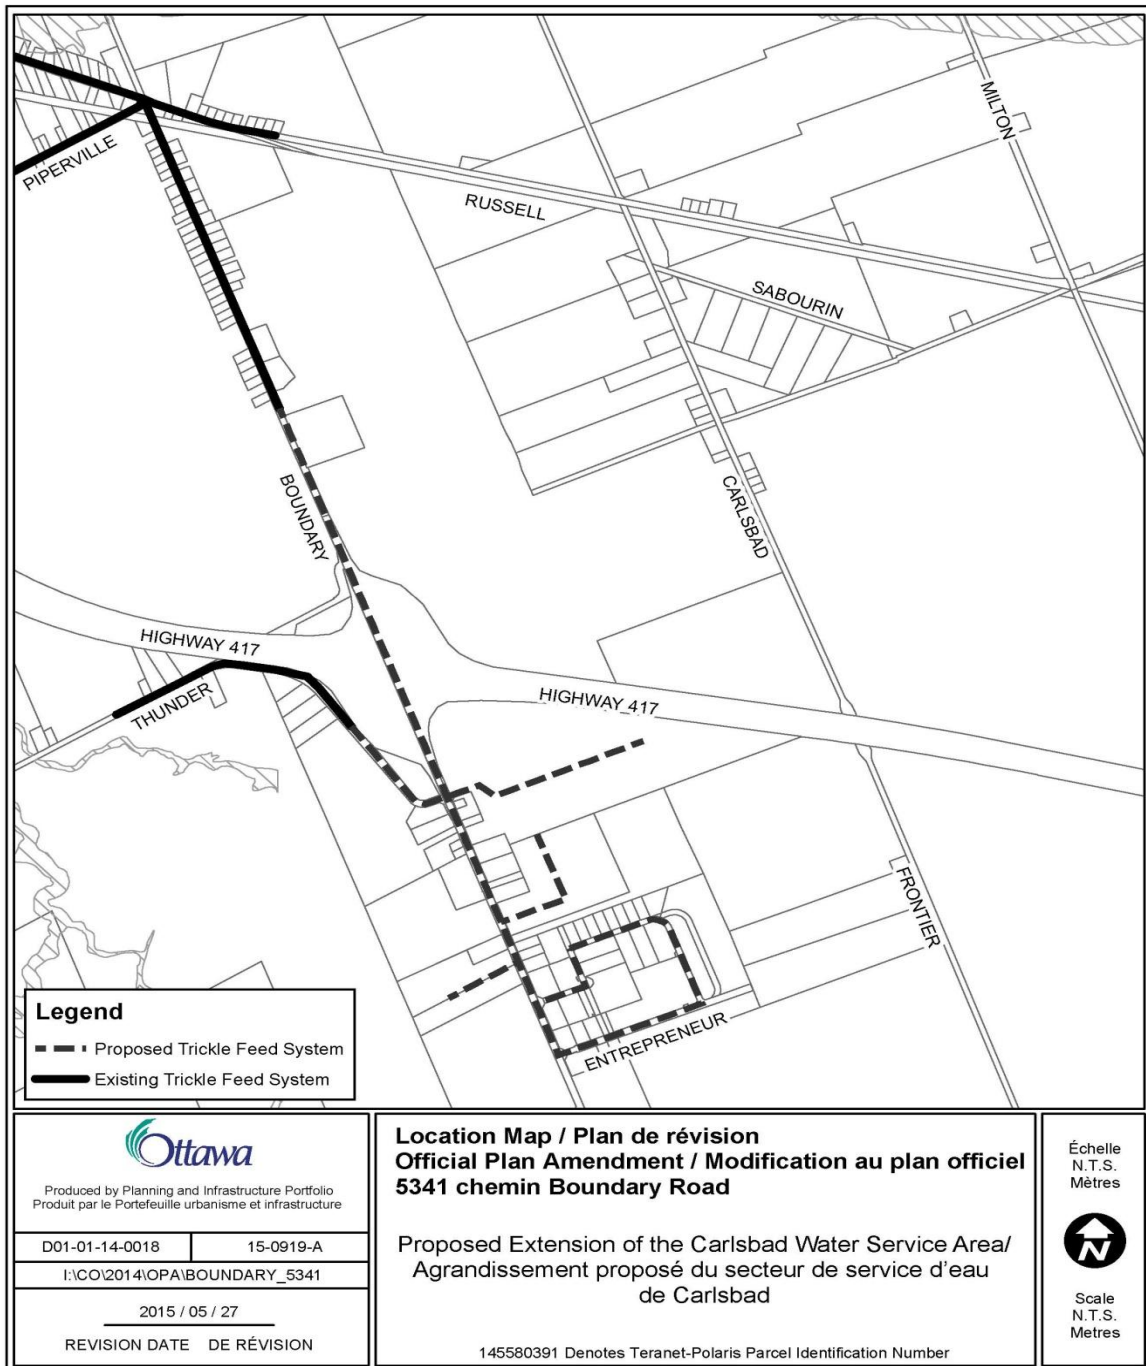 MILTON
PIPERVILLE
RUSSELL
SABOURIN
BOUNDARY
CARLSBAD
HIGHWAY 417
THUNDER
HIGHWAY 417
FRONTIER
ENTREPRENEUR
Legend
Proposed Trickle Feed System
Existing Trickle Feed System
Ottawa
Produced by Planning and Infrastructure Portfolio
Produit par le Portefeuille urbanisme et infrastructure
D01-01-14-0018 15-0919-A
I:\CO\2014\OPA\BOUNDARY_5341
2015 / 05 / 27
REVISION DATE DE RÉVISION
Location Map / Plan de révision
Official Plan Amendment / Modification au plan officiel
5341 chemin Boundary Road
Proposed Extension of the Carlsbad Water Service Area/
Agrandissement proposé du secteur de service d'eau
de Carlsbad
145580391 Denotes Teranet-Polaris Parcel Identification Number
Échelle
N.T.S.
Mètres
N
Scale
N.T.S.
Metres